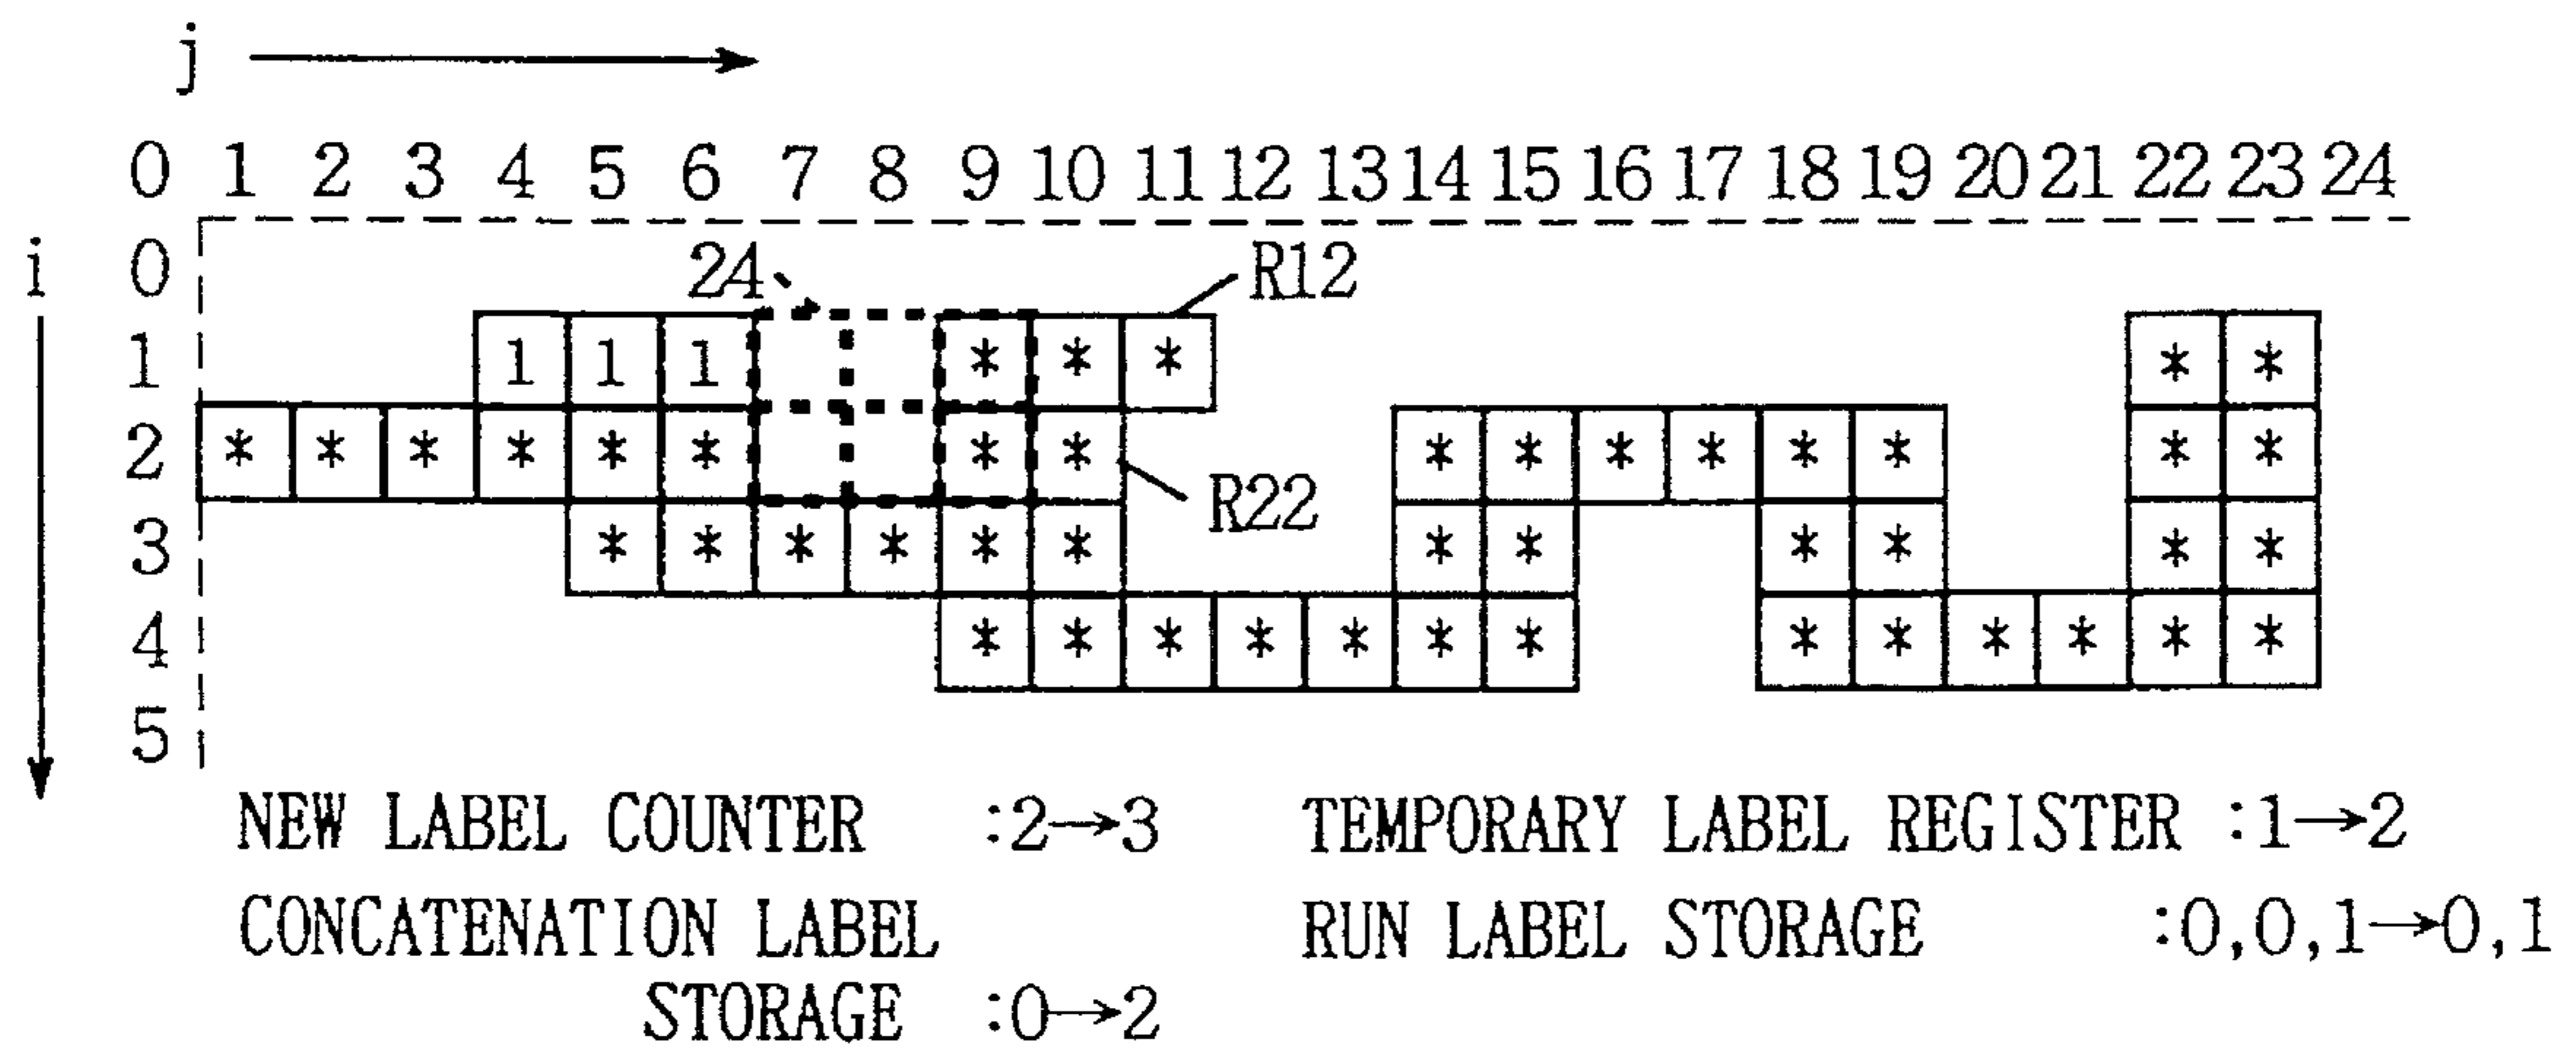 j
0 1 2 3 4 5 6 7 8 9 10 11 12 13 14 15 16 17 18 19 20 21 22 23 24
i 0 24 R12
1 1 1 1 * * * * *
2 * * * * * * * * * * * * * * * *
R22
3 * * * * * * * * * * * *
4 * * * * * * * * * * * * *
5
NEW LABEL COUNTER :2→3 TEMPORARY LABEL REGISTER :1→2
CONCATENATION LABEL RUN LABEL STORAGE :0,0,1→0,1
STORAGE :0→2